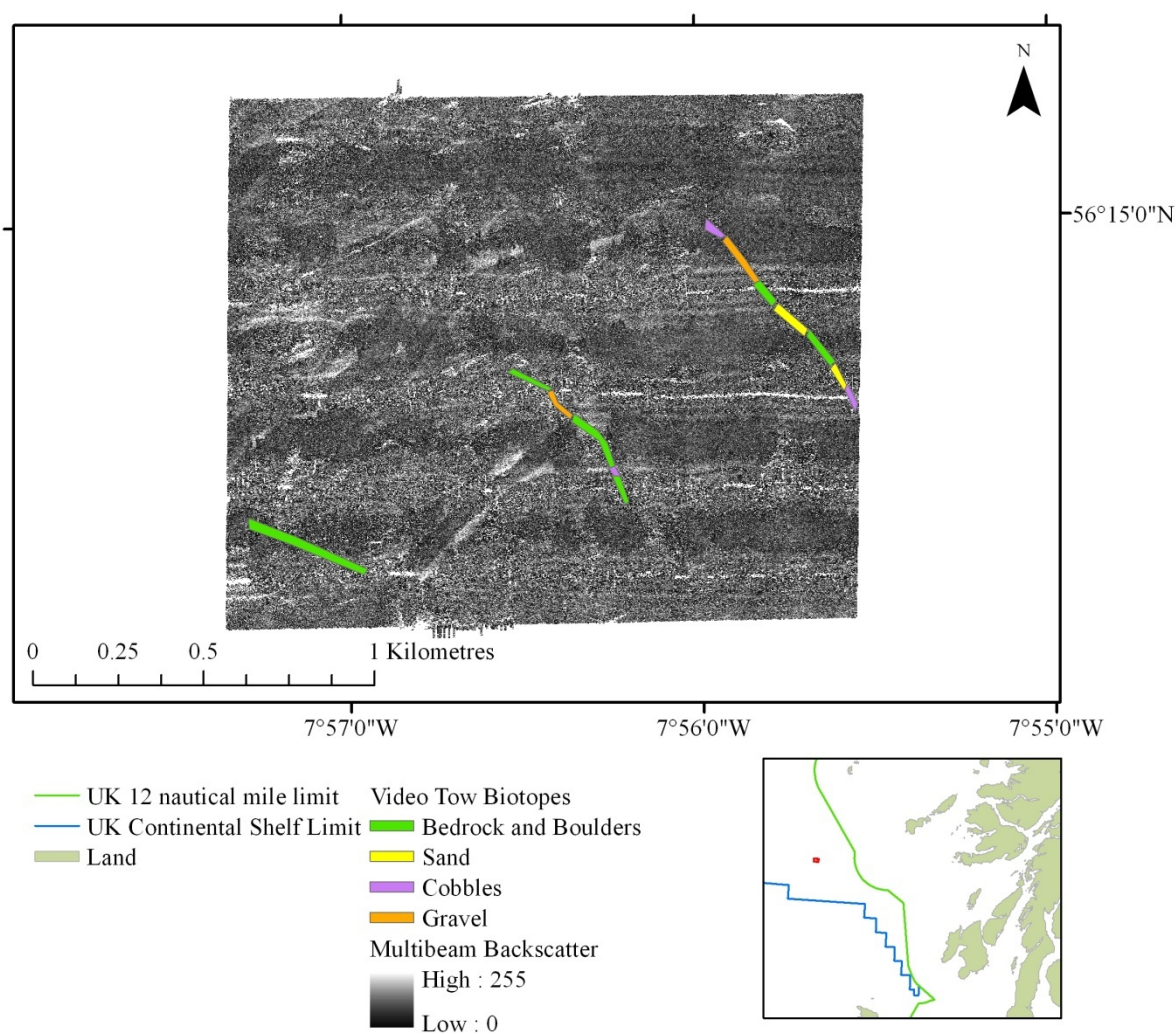 N
56°15'0"N
0 0.25 0.5 1 Kilometres
7°57'0"W 7°56'0"W 7°55'0"W
UK 12 nautical mile limit
UK Continental Shelf Limit
Land
Video Tow Biotopes
Bedrock and Boulders
Sand
Cobbles
Gravel
Multibeam Backscatter
High : 255
Low : 0